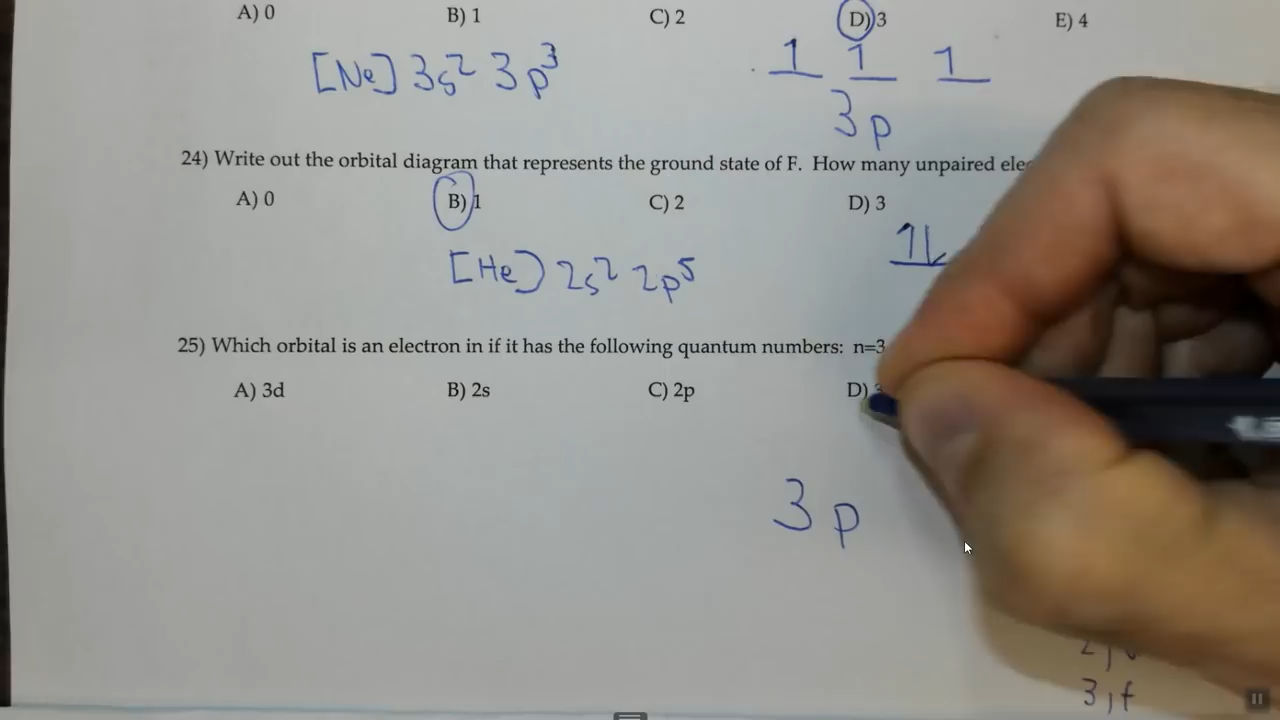 A) 0 B) 1 C) 2 D) 3 E) 4
[Ne] 3s² 3p³ 1 1 1
3p
24) Write out the orbital diagram that represents the ground state of F. How many unpaired
A) 0 B) 1 C) 2 D) 3
[He] 2s² 2p⁵ 1l
25) Which orbital is an electron in if it has the following quantum numbers: n=3
A) 3d B) 2s C) 2p D)
3p
3, f